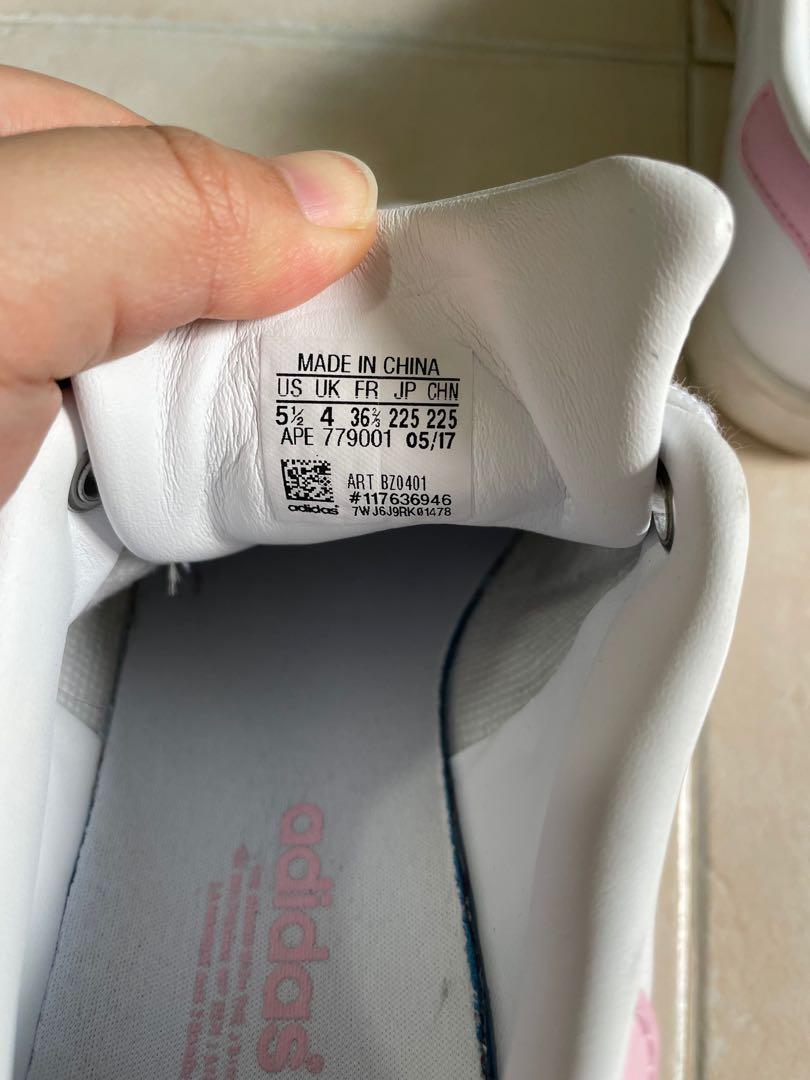 MADE IN CHINA
US UK FR JP CHN
5½ 4 36⅔ 225 225
APE 779001 05/17
ART BZ0401
#117636946
adidas 7WJ6J9RK01478
adidas